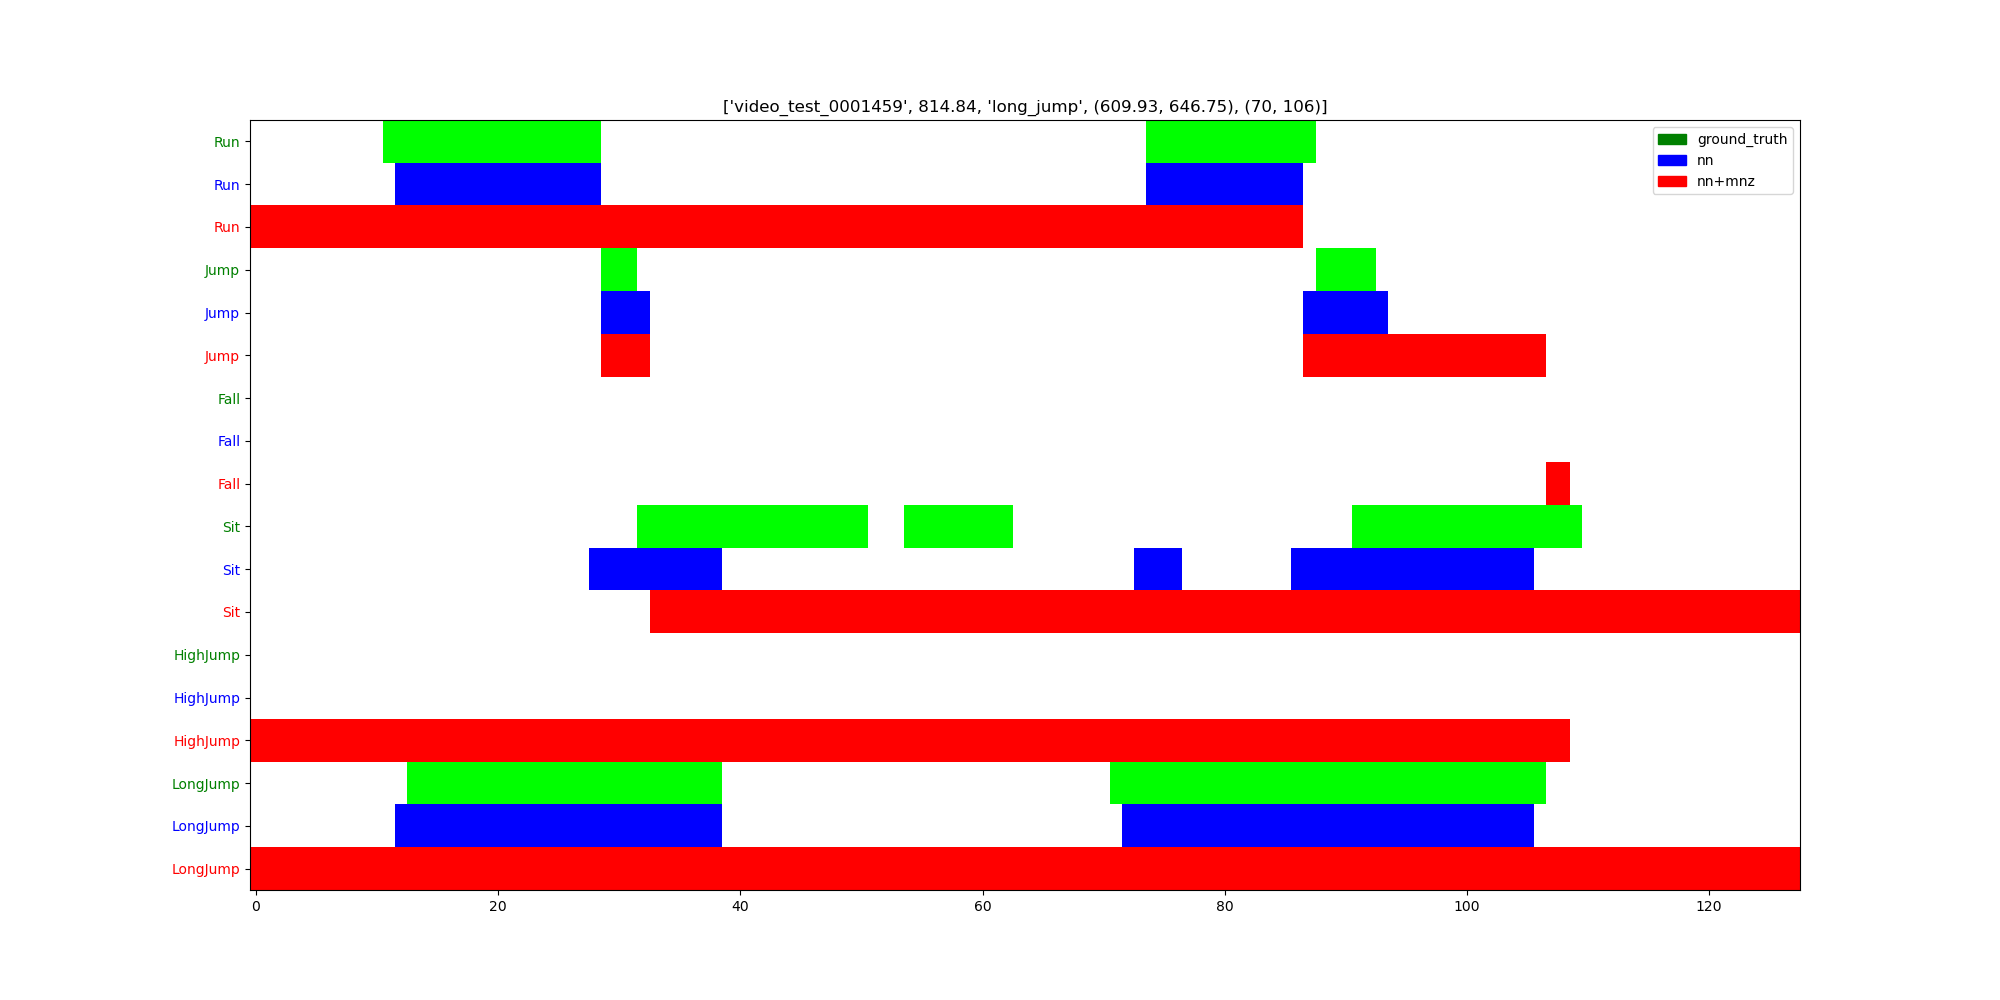 ['video_test_0001459', 814.84, 'long_jump', (609.93, 646.75), (70, 106)]
Run
Run
Run
Jump
Jump
Jump
Fall
Fall
Fall
Sit
Sit
Sit
HighJump
HighJump
HighJump
LongJump
LongJump
LongJump
ground_truth
nn
nn+mnz
0 20 40 60 80 100 120